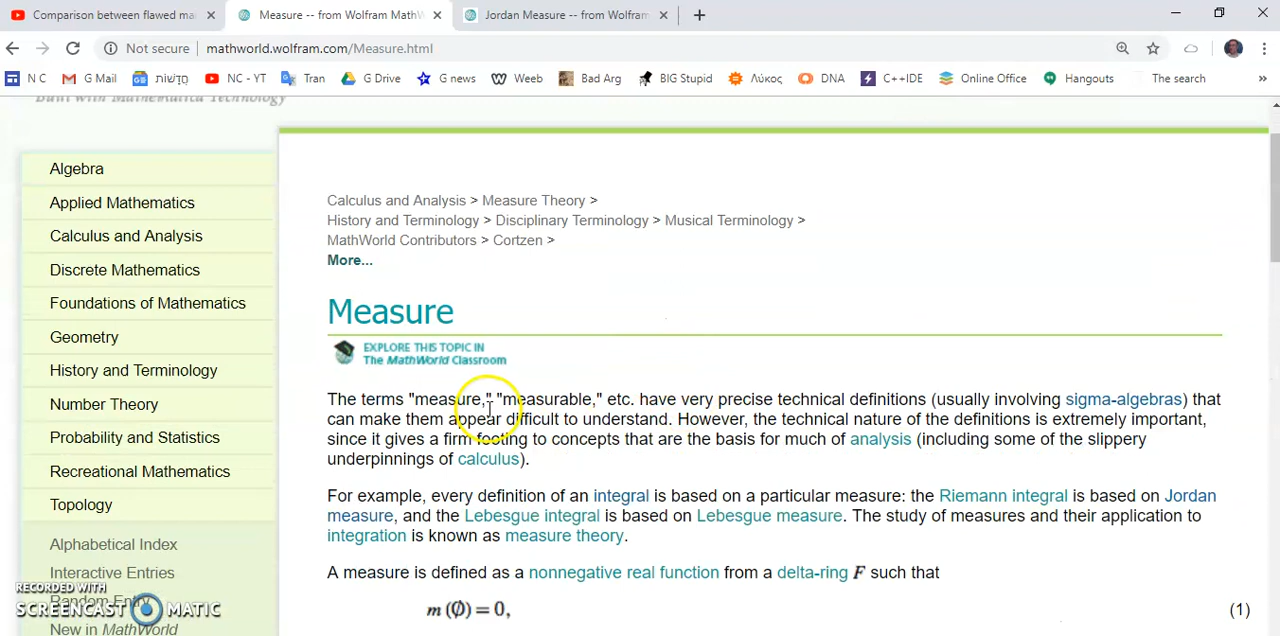 Comparison between flawed ma
Measure -- from Wolfram MathW
Jordan Measure -- from Wolfram
Not secure | mathworld.wolfram.com/Measure.html
N C
G Mail
חֲדָשׁוֹת
NC - YT
Tran
G Drive
G news
Weeb
Bad Arg
BIG Stupid
Λύκος
DNA
C++IDE
Online Office
Hangouts
The search
»
Built with Mathematica Technology
Algebra
Applied Mathematics
Calculus and Analysis
Discrete Mathematics
Foundations of Mathematics
Geometry
History and Terminology
Number Theory
Probability and Statistics
Recreational Mathematics
Topology
Alphabetical Index
Interactive Entries
Random Entry
New in MathWorld
RECORDED WITH
SCREENCAST MATIC
Calculus and Analysis > Measure Theory >
History and Terminology > Disciplinary Terminology > Musical Terminology >
MathWorld Contributors > Cortzen >
More...
Measure
EXPLORE THIS TOPIC IN
The MathWorld Classroom
The terms "measure," "measurable," etc. have very precise technical definitions (usually involving sigma-algebras) that
can make them appear difficult to understand. However, the technical nature of the definitions is extremely important,
since it gives a firm footing to concepts that are the basis for much of analysis (including some of the slippery
underpinnings of calculus).
For example, every definition of an integral is based on a particular measure: the Riemann integral is based on Jordan
measure, and the Lebesgue integral is based on Lebesgue measure. The study of measures and their application to
integration is known as measure theory.
A measure is defined as a nonnegative real function from a delta-ring F such that
m (∅) = 0, (1)